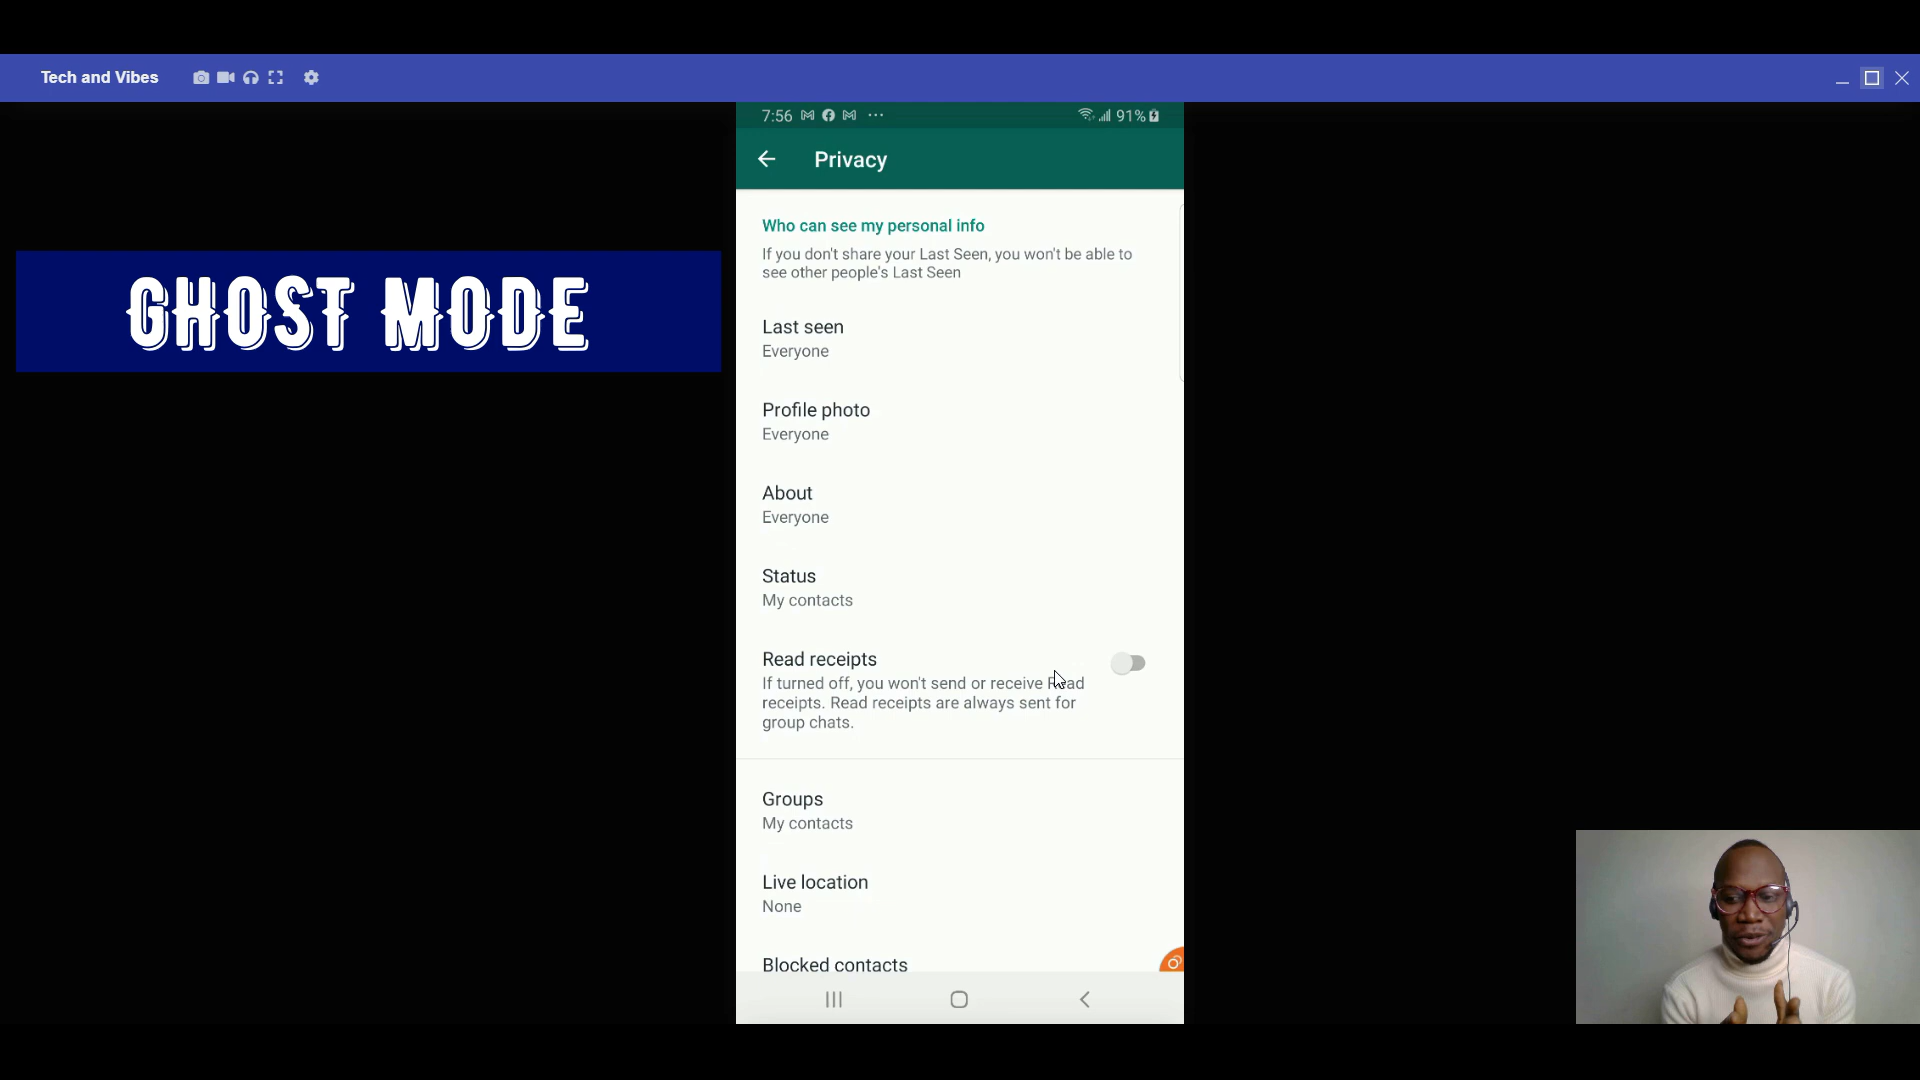 Tech and Vibes
7:56
91%
Privacy
GHOST MODE
Who can see my personal info
If you don't share your Last Seen, you won't be able to
see other people's Last Seen
Last seen
Everyone
Profile photo
Everyone
About
Everyone
Status
My contacts
Read receipts
If turned off, you won't send or receive Read
receipts. Read receipts are always sent for
group chats.
Groups
My contacts
Live location
None
Blocked contacts